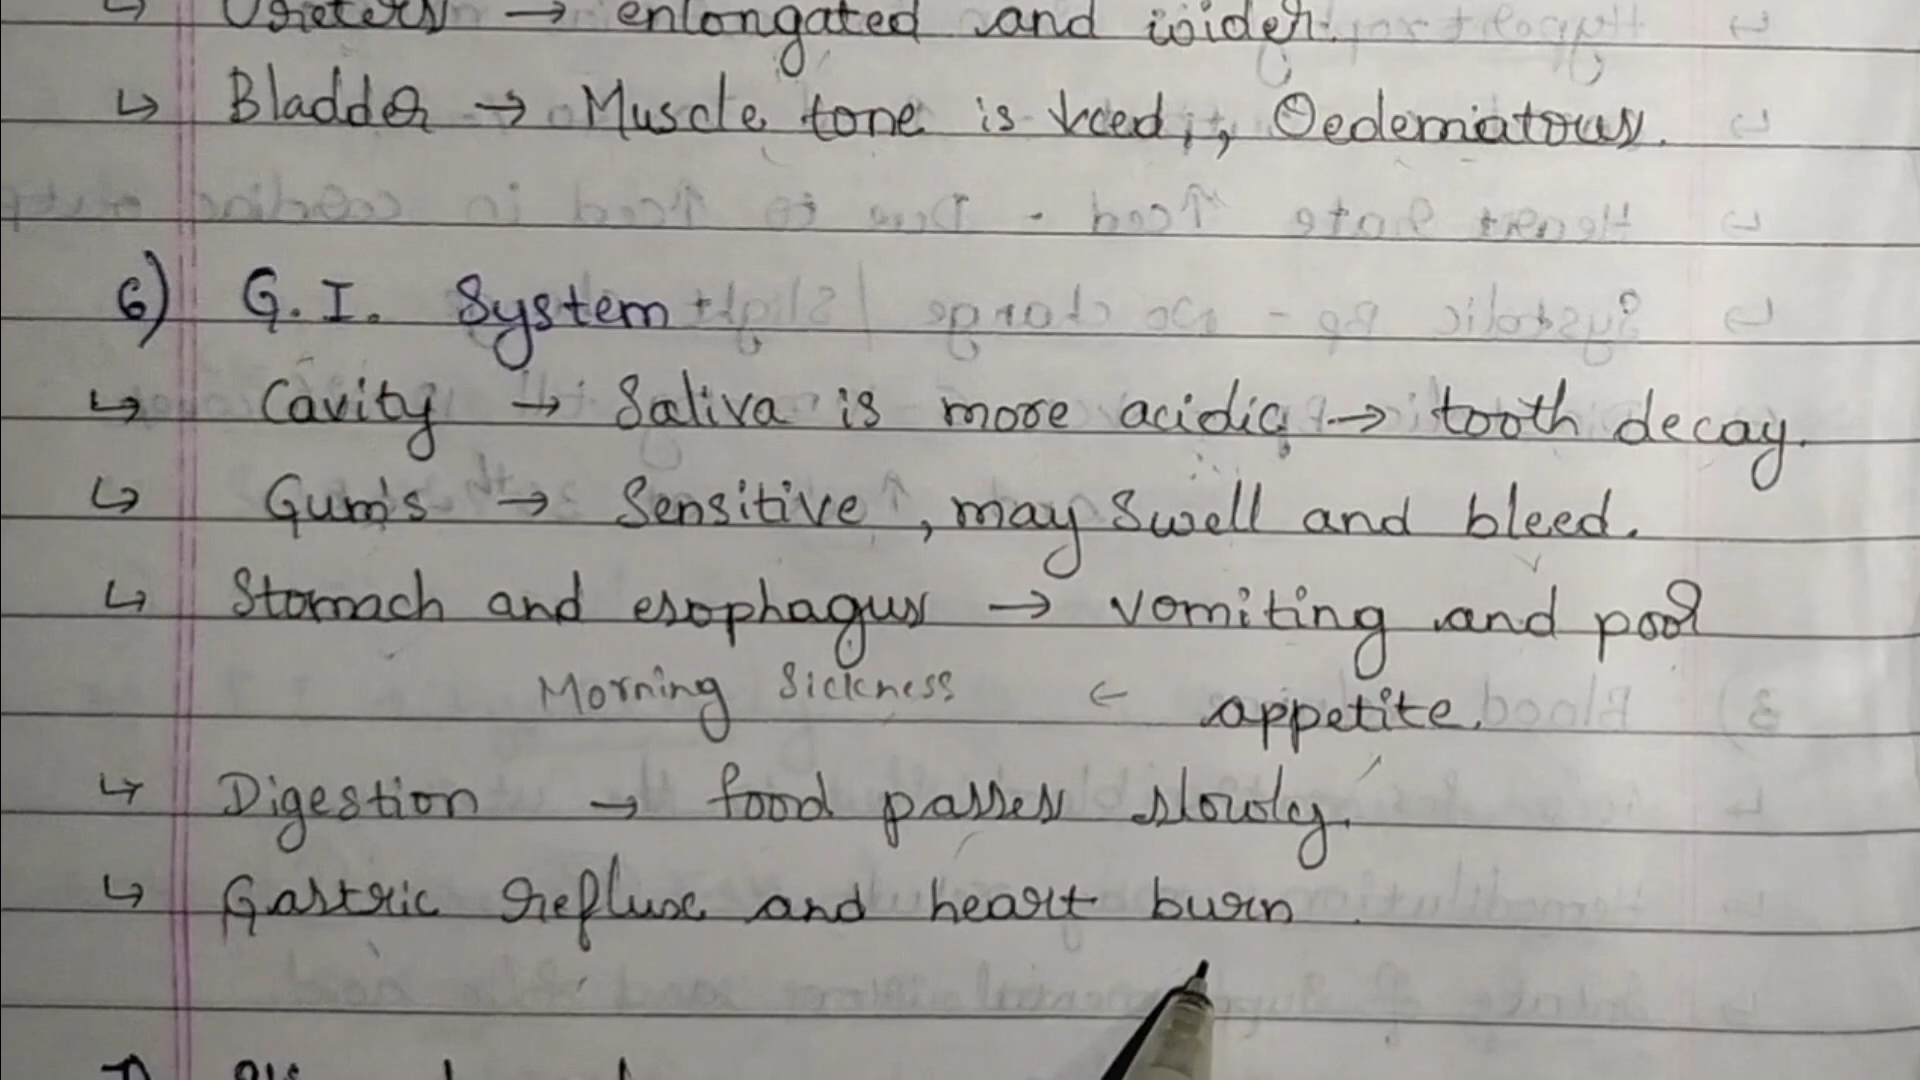 ↳ Ureters → enlongated and wider.
↳ Bladder → Muscle tone is ↓ced, Oedematous.
6) G. I. System
↳ Cavity → Saliva is more acidic, → tooth decay.
↳ Gum's → Sensitive, may Swell and bleed.
↳ Stomach and esophagus → vomiting and poor
Morning Sickness ← appetite.
↳ Digestion → food passes slowly.
↳ Gastric reflux and heart burn.